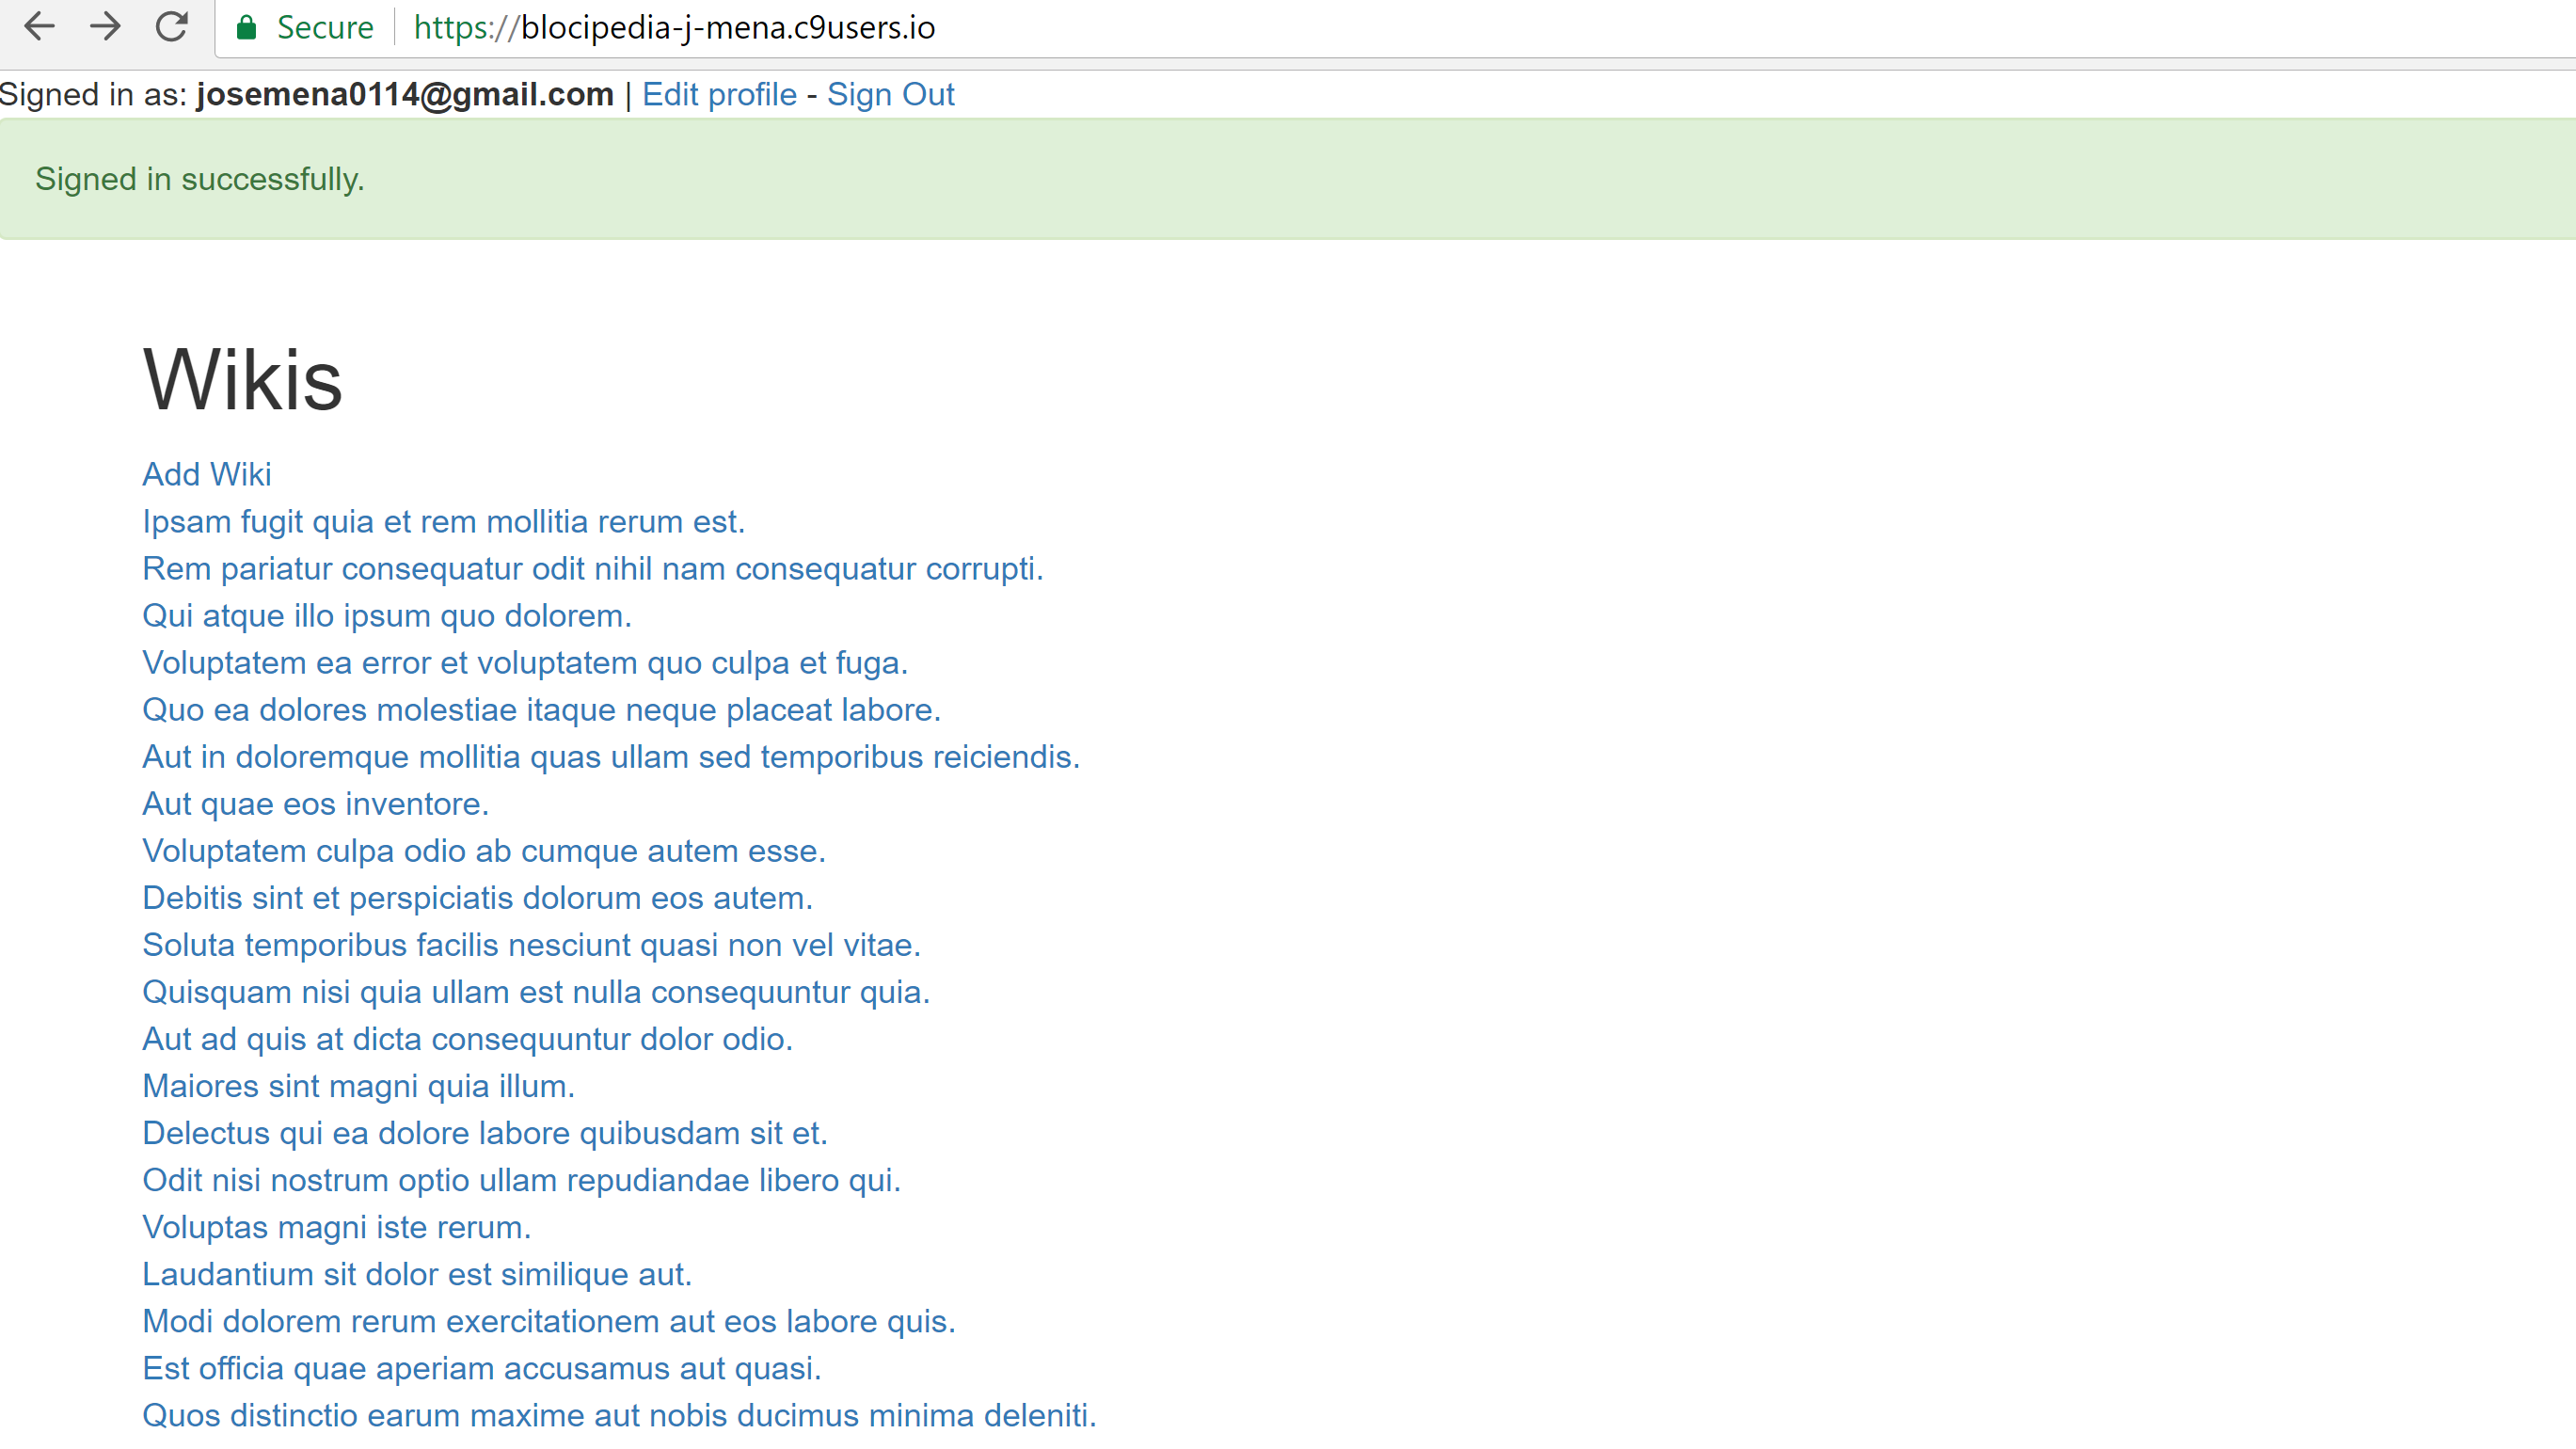 Secure | https://blocipedia-j-mena.c9users.io
Signed in as: josemena0114@gmail.com | Edit profile - Sign Out
Signed in successfully.
Wikis
Add Wiki
Ipsam fugit quia et rem mollitia rerum est.
Rem pariatur consequatur odit nihil nam consequatur corrupti.
Qui atque illo ipsum quo dolorem.
Voluptatem ea error et voluptatem quo culpa et fuga.
Quo ea dolores molestiae itaque neque placeat labore.
Aut in doloremque mollitia quas ullam sed temporibus reiciendis.
Aut quae eos inventore.
Voluptatem culpa odio ab cumque autem esse.
Debitis sint et perspiciatis dolorum eos autem.
Soluta temporibus facilis nesciunt quasi non vel vitae.
Quisquam nisi quia ullam est nulla consequuntur quia.
Aut ad quis at dicta consequuntur dolor odio.
Maiores sint magni quia illum.
Delectus qui ea dolore labore quibusdam sit et.
Odit nisi nostrum optio ullam repudiandae libero qui.
Voluptas magni iste rerum.
Laudantium sit dolor est similique aut.
Modi dolorem rerum exercitationem aut eos labore quis.
Est officia quae aperiam accusamus aut quasi.
Quos distinctio earum maxime aut nobis ducimus minima deleniti.